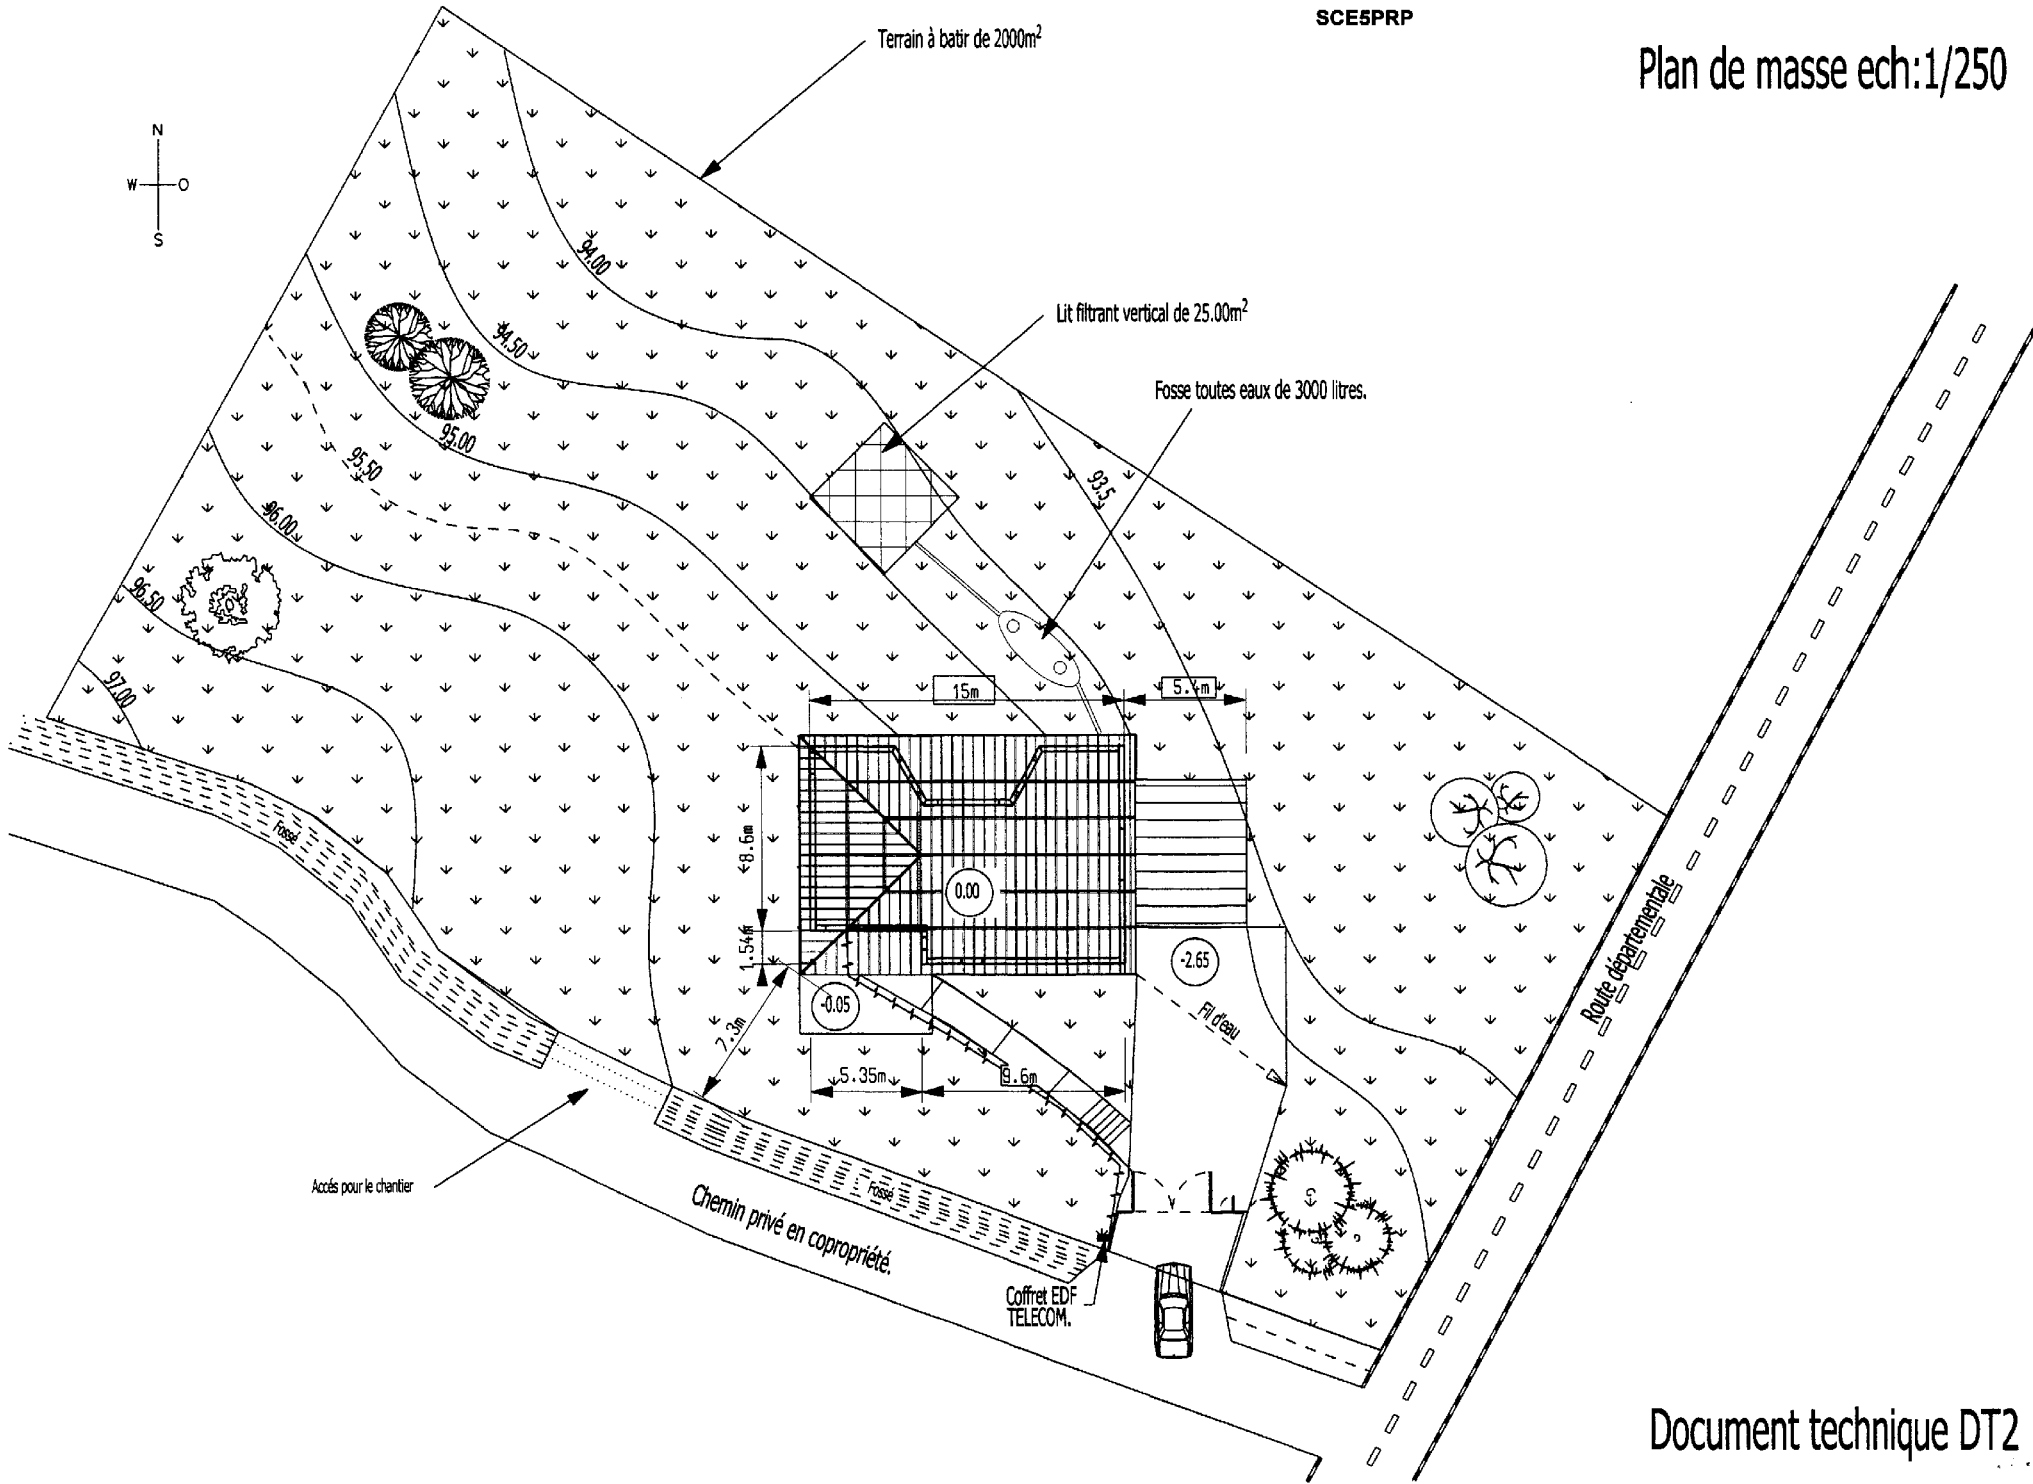 SCE5PRP
Terrain à batir de 2000m²
Plan de masse ech:1/250
N
W
O
S
94.00
Lit filtrant vertical de 25.00m²
94.50
Fosse toutes eaux de 3000 litres.
95.00
95.50
93.5
96.00
96.50
97.00
15m
5.4m
Fossé
8.6m
0.00
Route départementale
1.54m
-2.65
-0.05
Fil d'eau
7.3m
5.35m
9.6m
Accés pour le chantier
Fossé
Chemin privé en copropriété.
Coffret EDF
TELECOM.
Document technique DT2